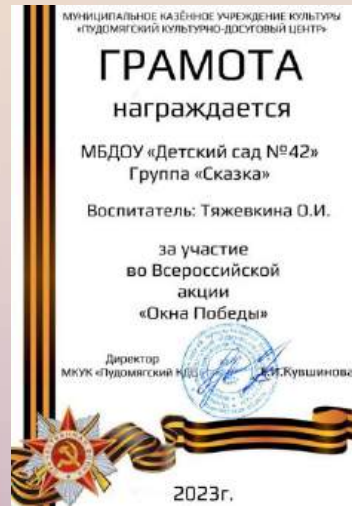 МУНИЦИПАЛЬНОЕ КАЗЁННОЕ УЧРЕЖДЕНИЕ КУЛЬТУРЫ
«ПУДОМЯГСКИЙ КУЛЬТУРНО-ДОСУГОВЫЙ ЦЕНТР»
ГРАМОТА
награждается
МБДОУ «Детский сад №42»
Группа «Сказка»
Воспитатель: Тяжевкина О.И.
за участие
во Всероссийской
акции
«Окна Победы»
Директор
МКУК «Пудомягский КДЦ
Кувшинова
2023г.